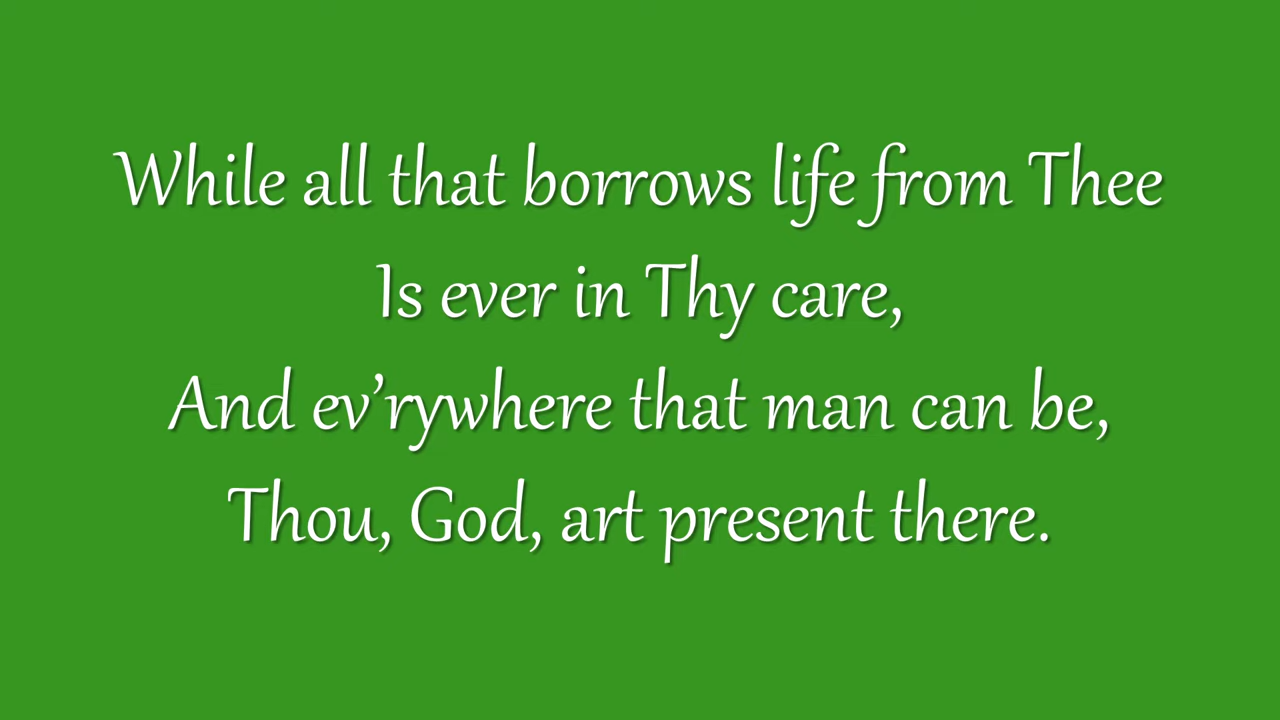 While all that borrows life from Thee
Is ever in Thy care,
And ev’rywhere that man can be,
Thou, God, art present there.